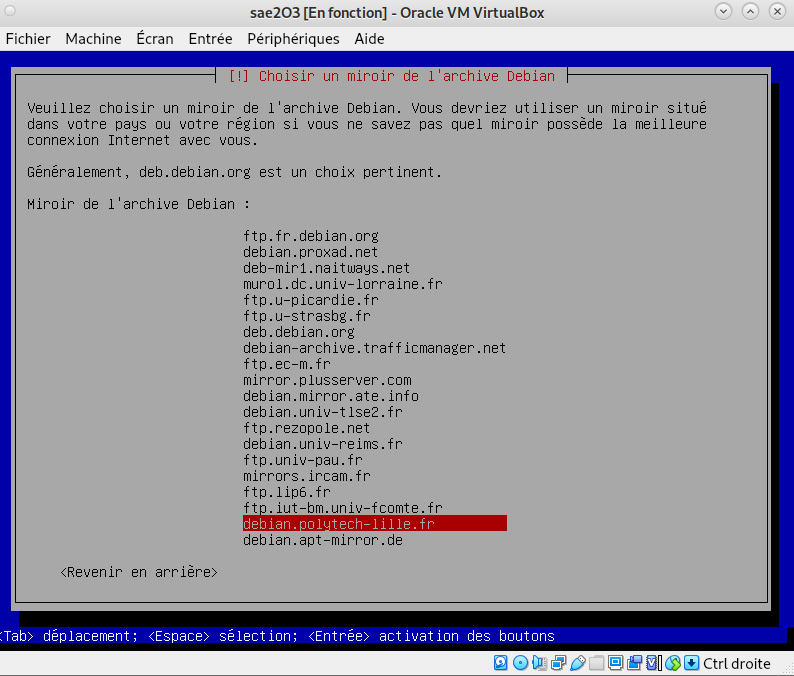 sae2O3 [En fonction] - Oracle VM VirtualBox
Fichier Machine Écran Entrée Périphériques Aide
[!] Choisir un miroir de l'archive Debian
Veuillez choisir un miroir de l'archive Debian. Vous devriez utiliser un miroir situé
dans votre pays ou votre région si vous ne savez pas quel miroir possède la meilleure
connexion Internet avec vous.
Généralement, deb.debian.org est un choix pertinent.
Miroir de l'archive Debian :
ftp.fr.debian.org
debian.proxad.net
deb-mir1.naitways.net
murol.dc.univ-lorraine.fr
ftp.u-picardie.fr
ftp.u-strasbg.fr
deb.debian.org
debian-archive.trafficmanager.net
ftp.ec-m.fr
mirror.plusserver.com
debian.mirror.ate.info
debian.univ-tlse2.fr
ftp.rezopole.net
debian.univ-reims.fr
ftp.univ-pau.fr
mirrors.ircam.fr
ftp.lip6.fr
ftp.iut-bm.univ-fcomte.fr
debian.polytech-lille.fr
debian.apt-mirror.de
<Revenir en arrière>
<Tab> déplacement; <Espace> sélection; <Entrée> activation des boutons
Ctrl droite